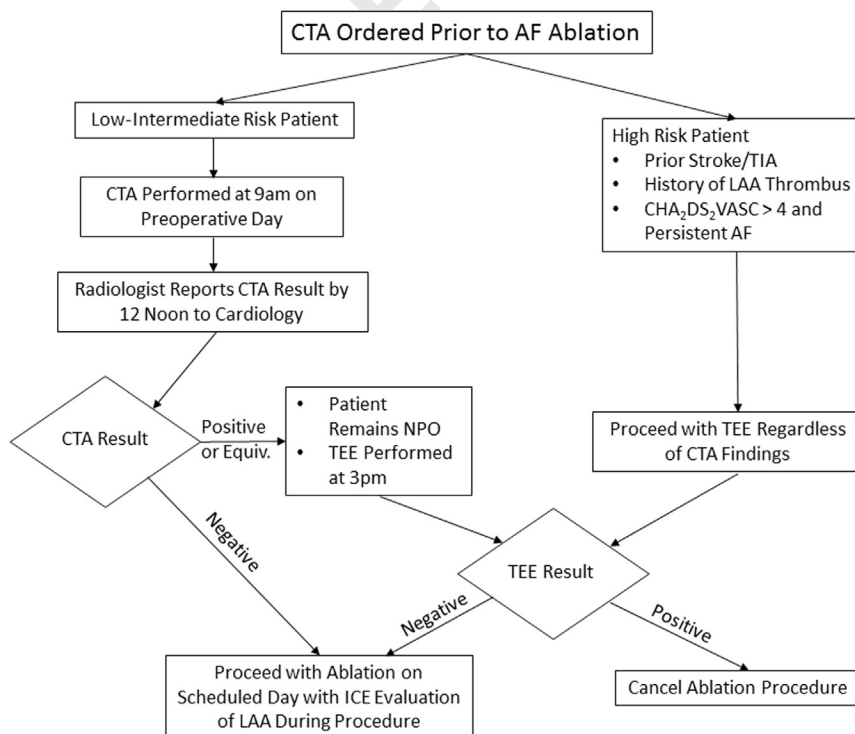 CTA Ordered Prior to AF Ablation
Low-Intermediate Risk Patient
CTA Performed at 9am on
Preoperative Day
Radiologist Reports CTA Result by
12 Noon to Cardiology
High Risk Patient
• Prior Stroke/TIA
• History of LAA Thrombus
• CHA₂DS₂VASC > 4 and
Persistent AF
CTA Result
Positive
or Equiv.
• Patient
Remains NPO
• TEE Performed
at 3pm
Proceed with TEE Regardless
of CTA Findings
Negative
TEE Result
Negative
Positive
Proceed with Ablation on
Scheduled Day with ICE Evaluation
of LAA During Procedure
Cancel Ablation Procedure